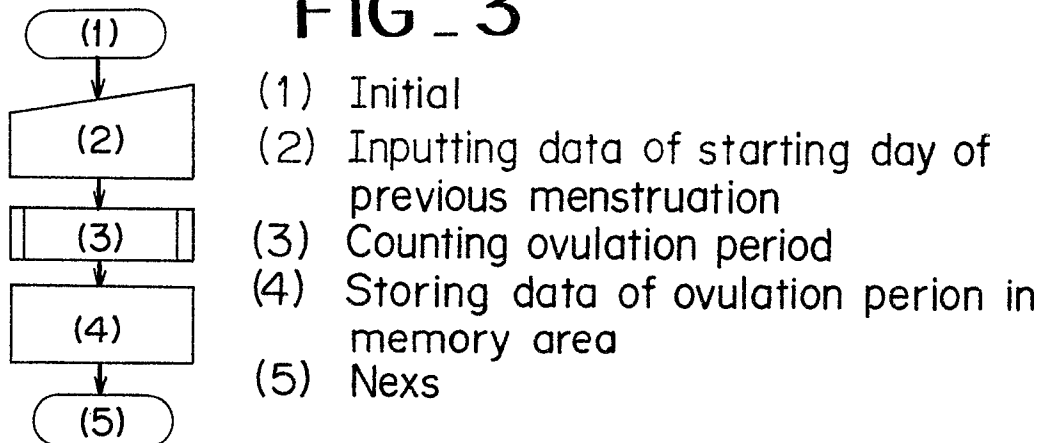 FIG_3
(1)
(2)
(3)
(4)
(5)
(1) Initial
(2) Inputting data of starting day of
previous menstruation
(3) Counting ovulation period
(4) Storing data of ovulation perion in
memory area
(5) Nexs